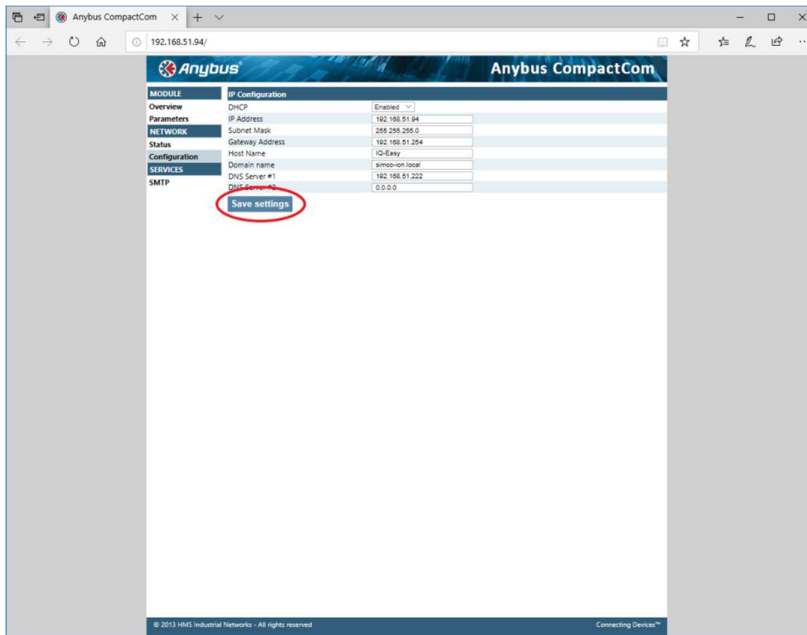 Anybus CompactCom
192.168.51.94/
Anybus Anybus CompactCom
MODULE
Overview
Parameters
NETWORK
Status
Configuration
SERVICES
SMTP
IP Configuration
DHCP Enabled
IP Address 192.168.51.94
Subnet Mask 255.255.255.0
Gateway Address 192.168.51.254
Host Name IQ-Easy
Domain name simco-ion.local
DNS Server #1 192.168.51.222
DNS Server #2 0.0.0.0
Save settings
© 2013 HMS Industrial Networks - All rights reserved Connecting Devices™